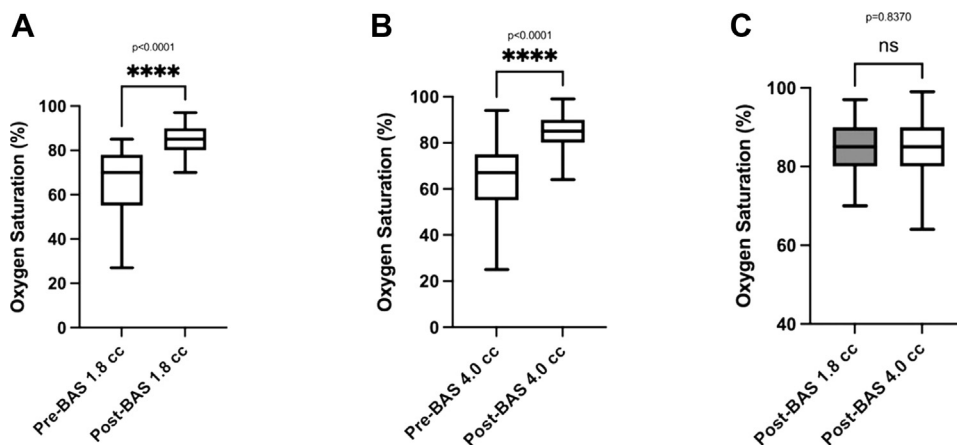 A
p<0.0001
****
Oxygen Saturation (%)
100
80
60
40
20
0
Pre-BAS 1.8 cc
Post-BAS 1.8 cc
B
p<0.0001
****
Oxygen Saturation (%)
100
80
60
40
20
0
Pre-BAS 4.0 cc
Post-BAS 4.0 cc
C
p=0.8370
ns
Oxygen Saturation (%)
100
80
60
40
Post-BAS 1.8 cc
Post-BAS 4.0 cc